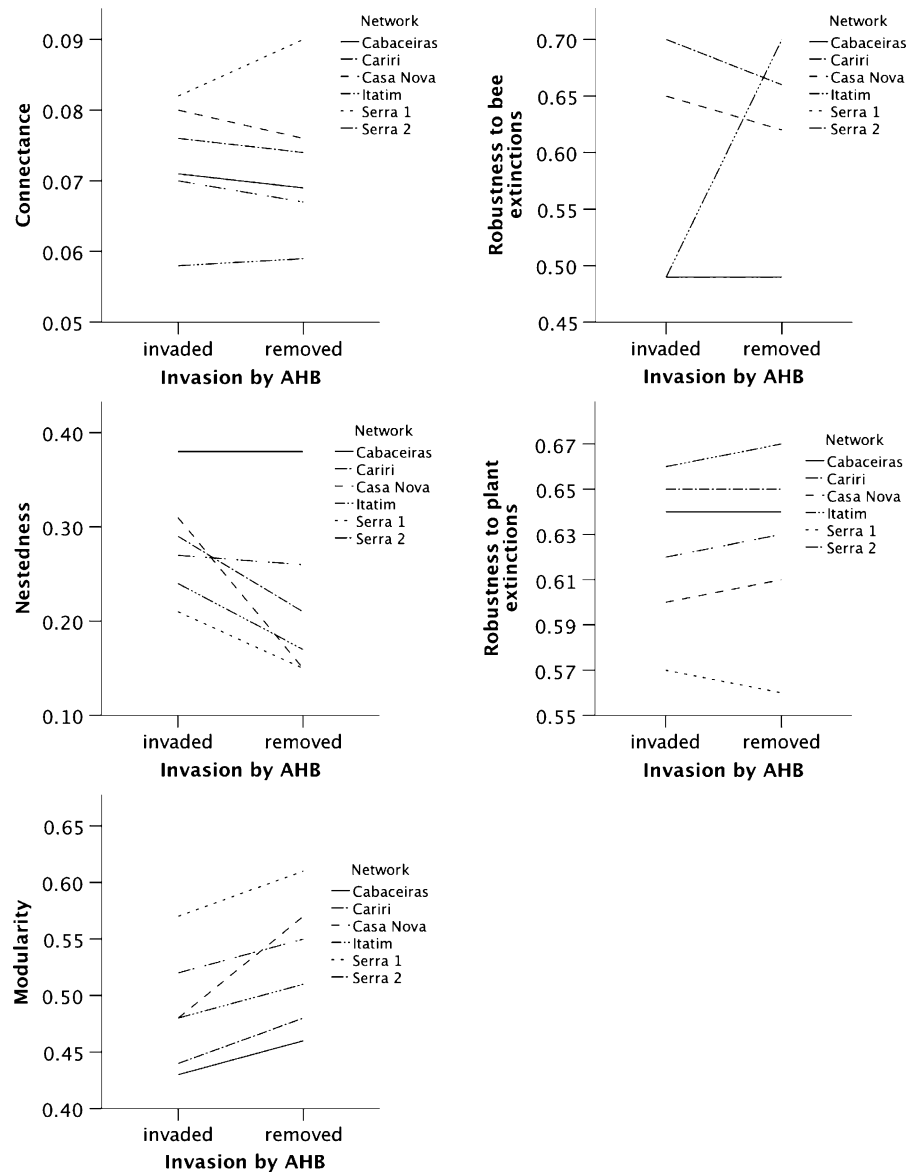 Connectance
0.09
0.08
0.07
0.06
0.05
invaded removed
Invasion by AHB
Network
Cabaceiras
Cariri
Casa Nova
Itatim
Serra 1
Serra 2
Robustness to bee
extinctions
0.70
0.65
0.60
0.55
0.50
0.45
invaded removed
Invasion by AHB
Network
Cabaceiras
Cariri
Casa Nova
Itatim
Serra 1
Serra 2
Nestedness
0.40
0.30
0.20
0.10
invaded removed
Invasion by AHB
Network
Cabaceiras
Cariri
Casa Nova
Itatim
Serra 1
Serra 2
Robustness to plant
extinctions
0.67
0.65
0.63
0.61
0.59
0.57
0.55
invaded removed
Invasion by AHB
Network
Cabaceiras
Cariri
Casa Nova
Itatim
Serra 1
Serra 2
Modularity
0.65
0.60
0.55
0.50
0.45
0.40
invaded removed
Invasion by AHB
Network
Cabaceiras
Cariri
Casa Nova
Itatim
Serra 1
Serra 2